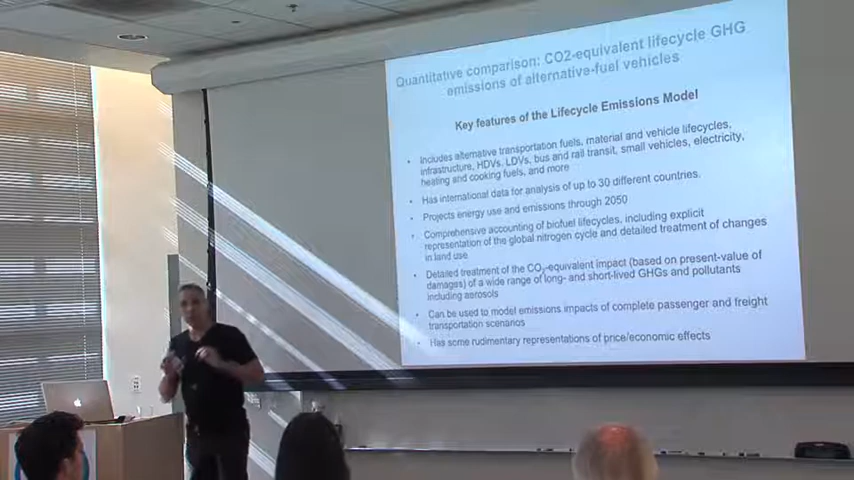 Quantitative comparison: CO2-equivalent lifecycle GHG
emissions of alternative-fuel vehicles
Key features of the Lifecycle Emissions Model
• Includes alternative transportation fuels, material and vehicle lifecycles,
infrastructure, HDVs, LDVs, bus and rail transit, small vehicles, electricity,
heating and cooking fuels, and more
• Has international data for analysis of up to 30 different countries.
• Projects energy use and emissions through 2050
• Comprehensive accounting of biofuel lifecycles, including explicit
representation of the global nitrogen cycle and detailed treatment of changes
in land use
• Detailed treatment of the CO2-equivalent impact (based on present-value of
damages) of a wide range of long- and short-lived GHGs and pollutants
including aerosols
• Can be used to model emissions impacts of complete passenger and freight
transportation scenarios
• Has some rudimentary representations of price/economic effects